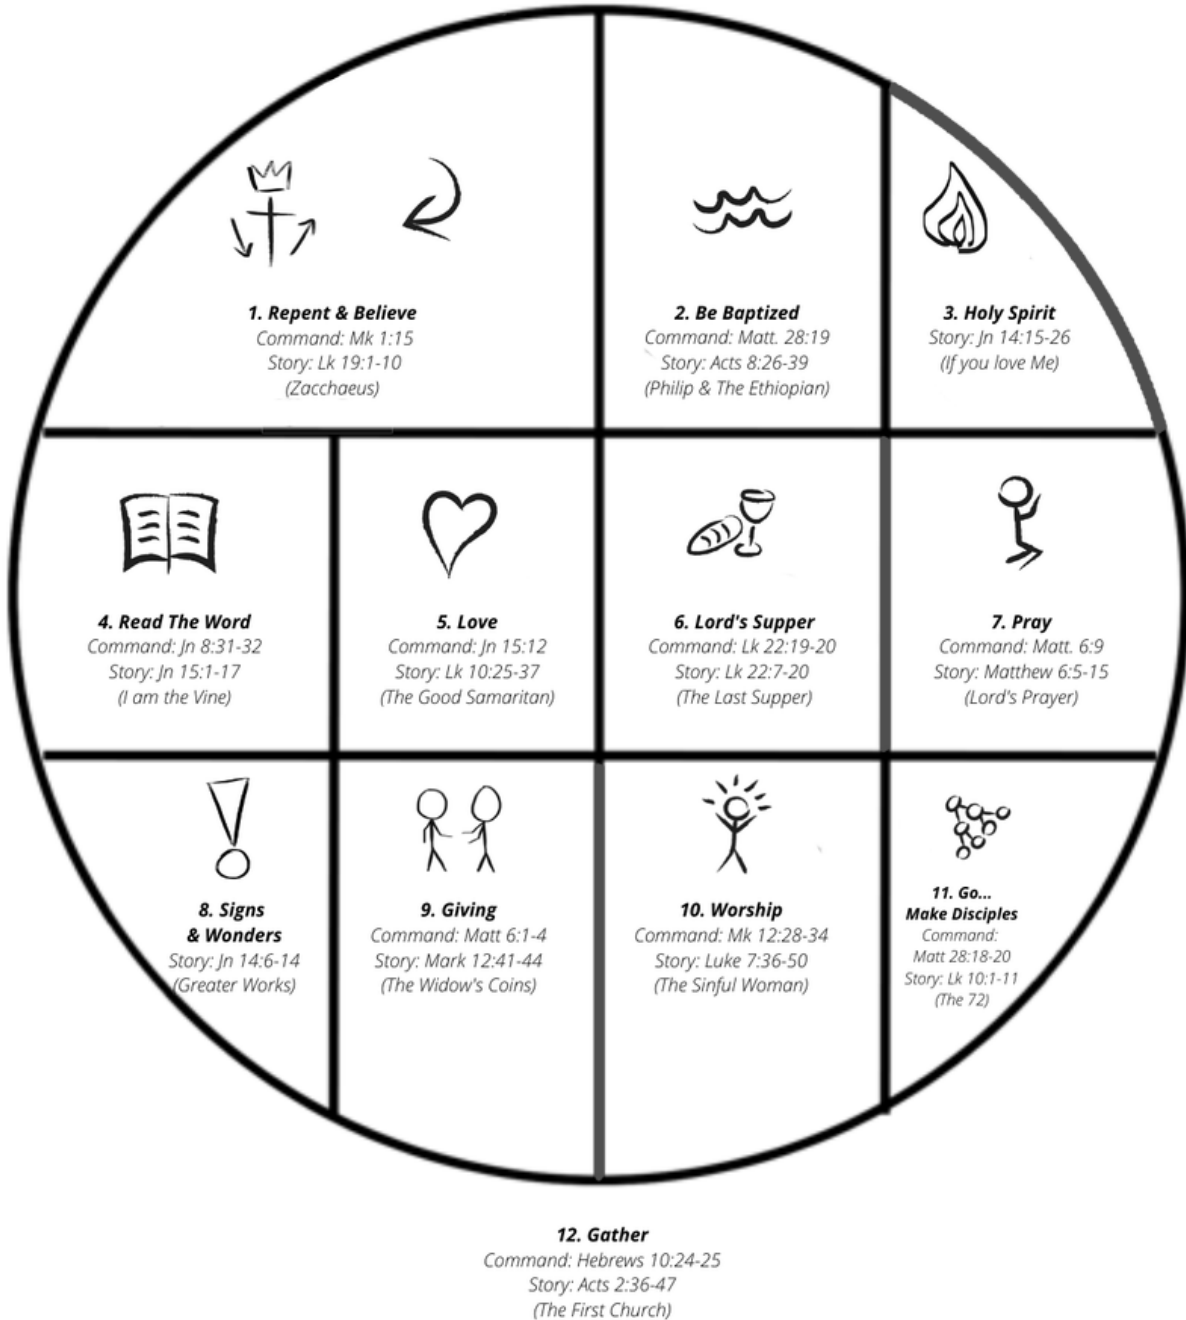 1. Repent & Believe
Command: Mk 1:15
Story: Lk 19:1-10
(Zacchaeus)
2. Be Baptized
Command: Matt. 28:19
Story: Acts 8:26-39
(Philip & The Ethiopian)
3. Holy Spirit
Story: Jn 14:15-26
(If you love Me)
4. Read The Word
Command: Jn 8:31-32
Story: Jn 15:1-17
(I am the Vine)
5. Love
Command: Jn 15:12
Story: Lk 10:25-37
(The Good Samaritan)
6. Lord's Supper
Command: Lk 22:19-20
Story: Lk 22:7-20
(The Last Supper)
7. Pray
Command: Matt. 6:9
Story: Matthew 6:5-15
(Lord's Prayer)
8. Signs
& Wonders
Story: Jn 14:6-14
(Greater Works)
9. Giving
Command: Matt 6:1-4
Story: Mark 12:41-44
(The Widow's Coins)
10. Worship
Command: Mk 12:28-34
Story: Luke 7:36-50
(The Sinful Woman)
11. Go...
Make Disciples
Command:
Matt 28:18-20
Story: Lk 10:1-11
(The 72)
12. Gather
Command: Hebrews 10:24-25
Story: Acts 2:36-47
(The First Church)